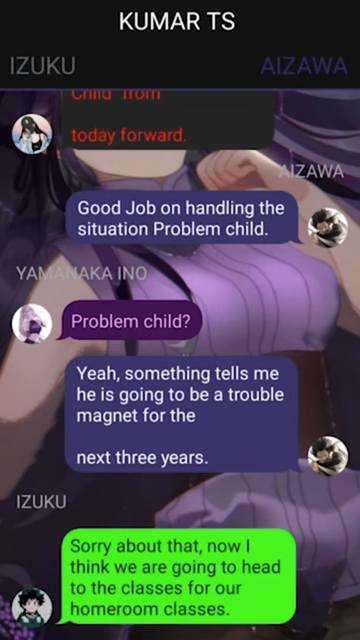 KUMAR TS
IZUKU
AIZAWA
Child from
today forward.
AIZAWA
Good Job on handling the
situation Problem child.
YAMANAKA INO
Problem child?
Yeah, something tells me
he is going to be a trouble
magnet for the
next three years.
IZUKU
Sorry about that, now I
think we are going to head
to the classes for our
homeroom classes.